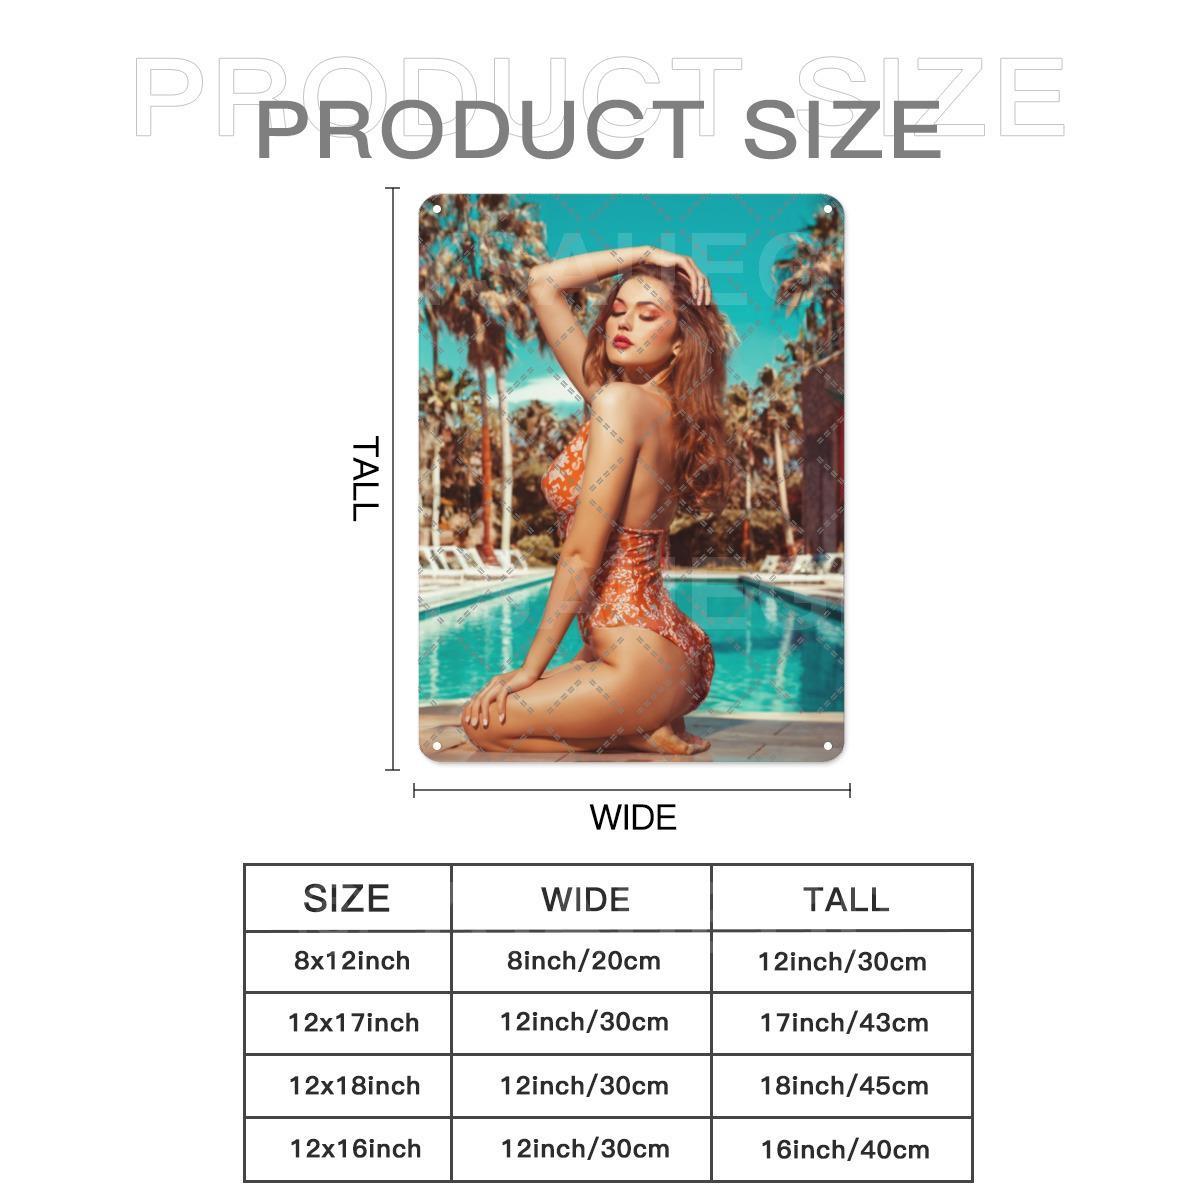 PRODUCT SIZE
PRODUCT SIZE
TALL
WIDE
SIZE WIDE TALL
8x12inch 8inch/20cm 12inch/30cm
12x17inch 12inch/30cm 17inch/43cm
12x18inch 12inch/30cm 18inch/45cm
12x16inch 12inch/30cm 16inch/40cm